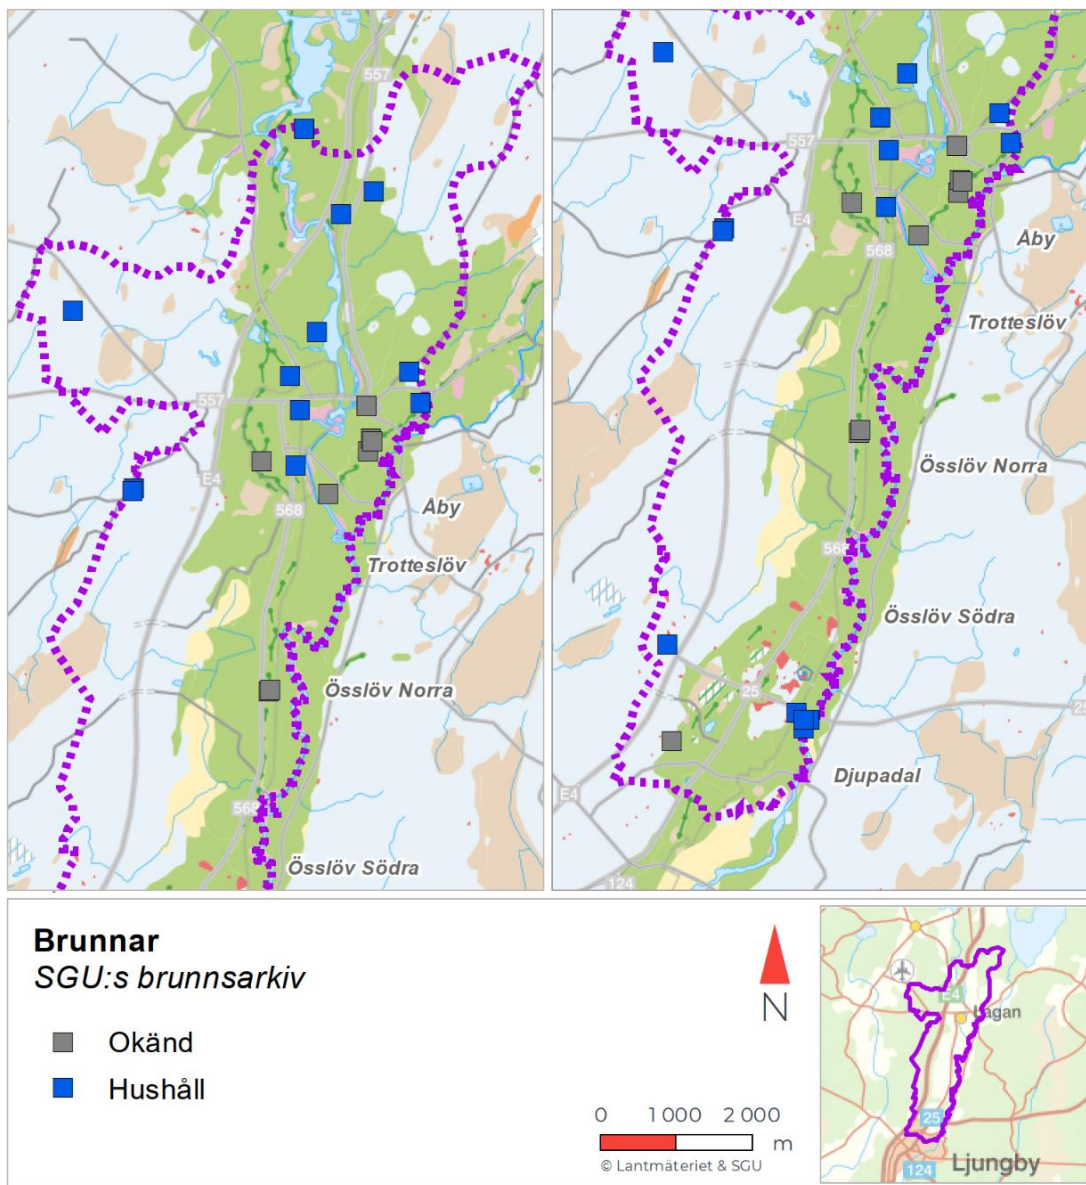 557
557
E4
568
Åby
Trotteslöv
Össlöv Norra
568
Össlöv Södra
557
E4
568
Åby
Trotteslöv
Össlöv Norra
568
Össlöv Södra
25
Djupadal
E4
124
Brunnar
SGU:s brunnsarkiv
Okänd
Hushåll
N
0 1 000 2 000
m
© Lantmäteriet & SGU
E4
Lagan
25
Ljungby
124